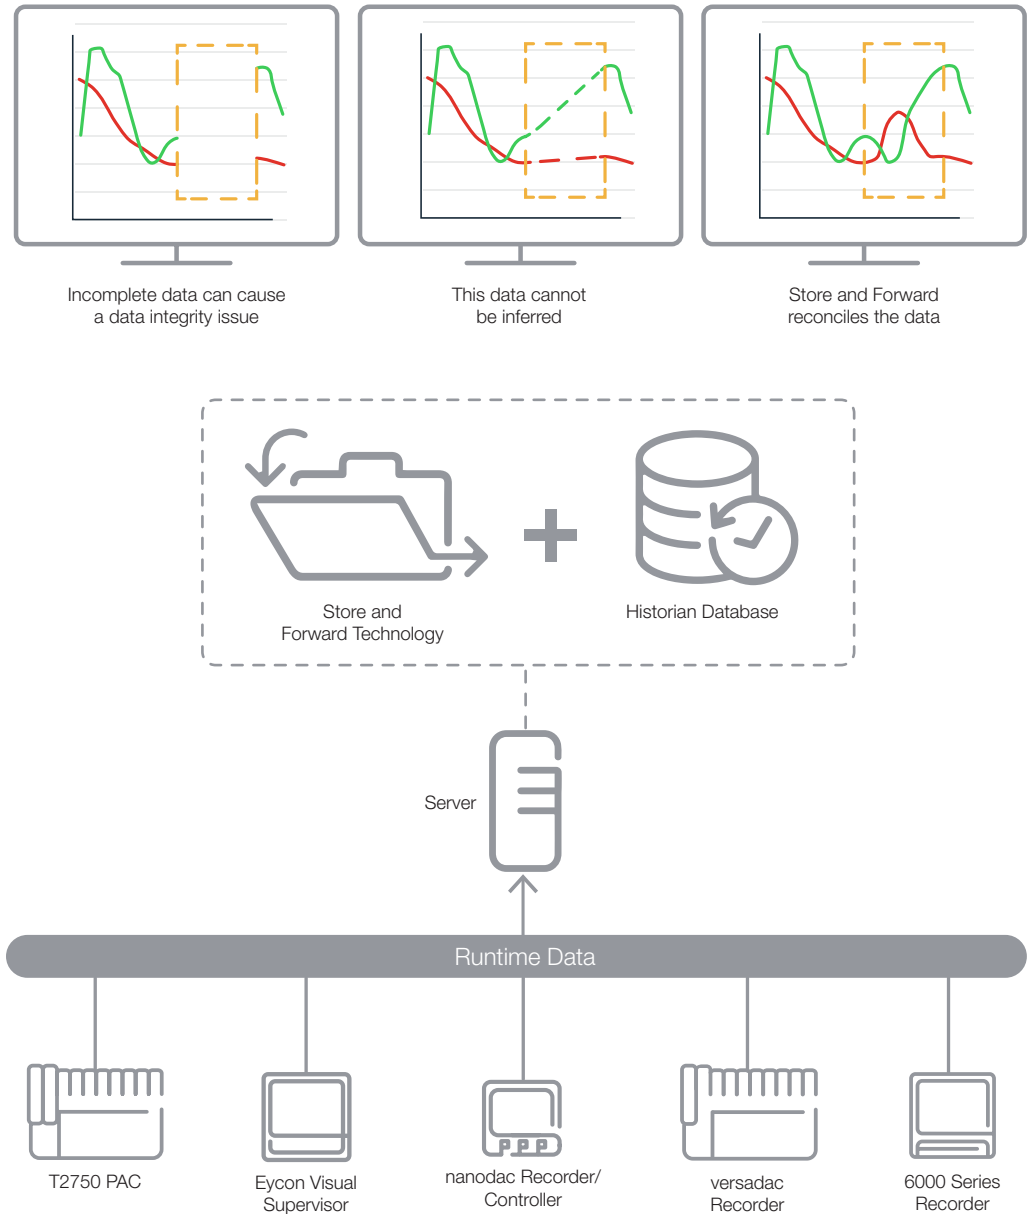 Incomplete data can cause
a data integrity issue
This data cannot
be inferred
Store and Forward
reconciles the data
Store and
Forward Technology
Historian Database
Server
Runtime Data
T2750 PAC
Eycon Visual
Supervisor
nanodac Recorder/
Controller
versadac
Recorder
6000 Series
Recorder